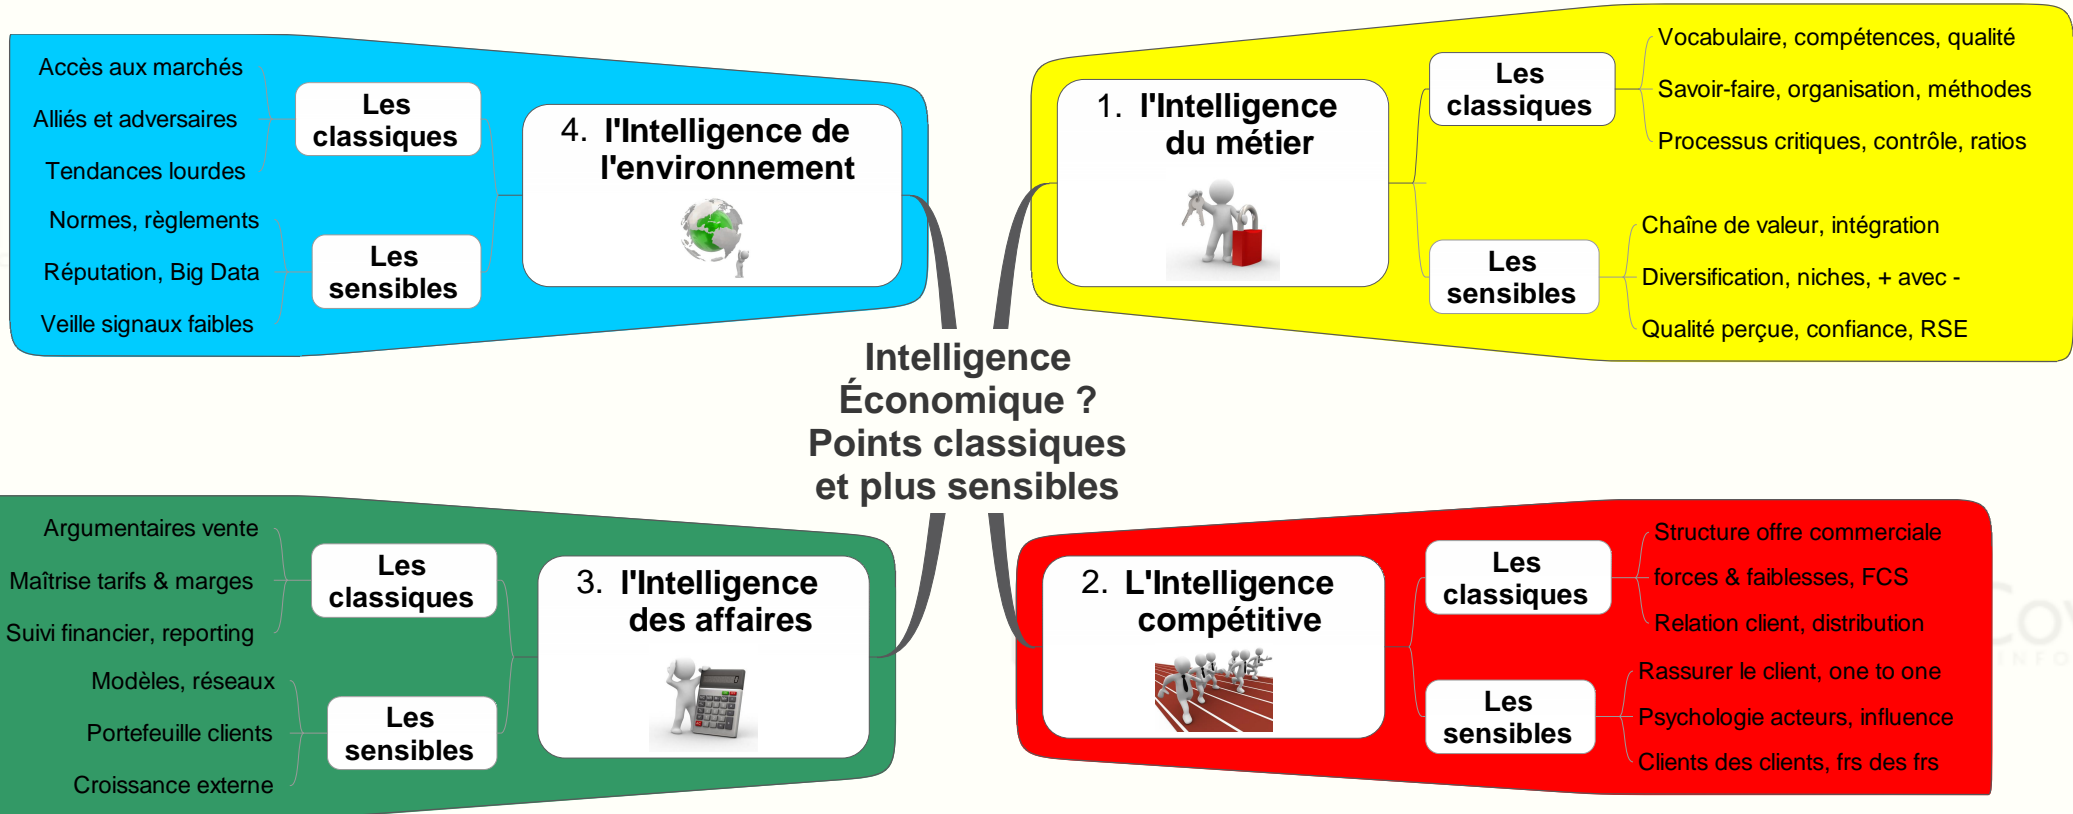 Intelligence
Économique ?
Points classiques
et plus sensibles
1. l'Intelligence
du métier
Les
classiques
Vocabulaire, compétences, qualité
Savoir-faire, organisation, méthodes
Processus critiques, contrôle, ratios
Les
sensibles
Chaîne de valeur, intégration
Diversification, niches, + avec -
Qualité perçue, confiance, RSE
2. L'Intelligence
compétitive
Les
classiques
Structure offre commerciale
forces & faiblesses, FCS
Relation client, distribution
Les
sensibles
Rassurer le client, one to one
Psychologie acteurs, influence
Clients des clients, frs des frs
3. l'Intelligence
des affaires
Les
classiques
Argumentaires vente
Maîtrise tarifs & marges
Suivi financier, reporting
Les
sensibles
Modèles, réseaux
Portefeuille clients
Croissance externe
4. l'Intelligence de
l'environnement
Les
classiques
Accès aux marchés
Alliés et adversaires
Tendances lourdes
Les
sensibles
Normes, règlements
Réputation, Big Data
Veille signaux faibles